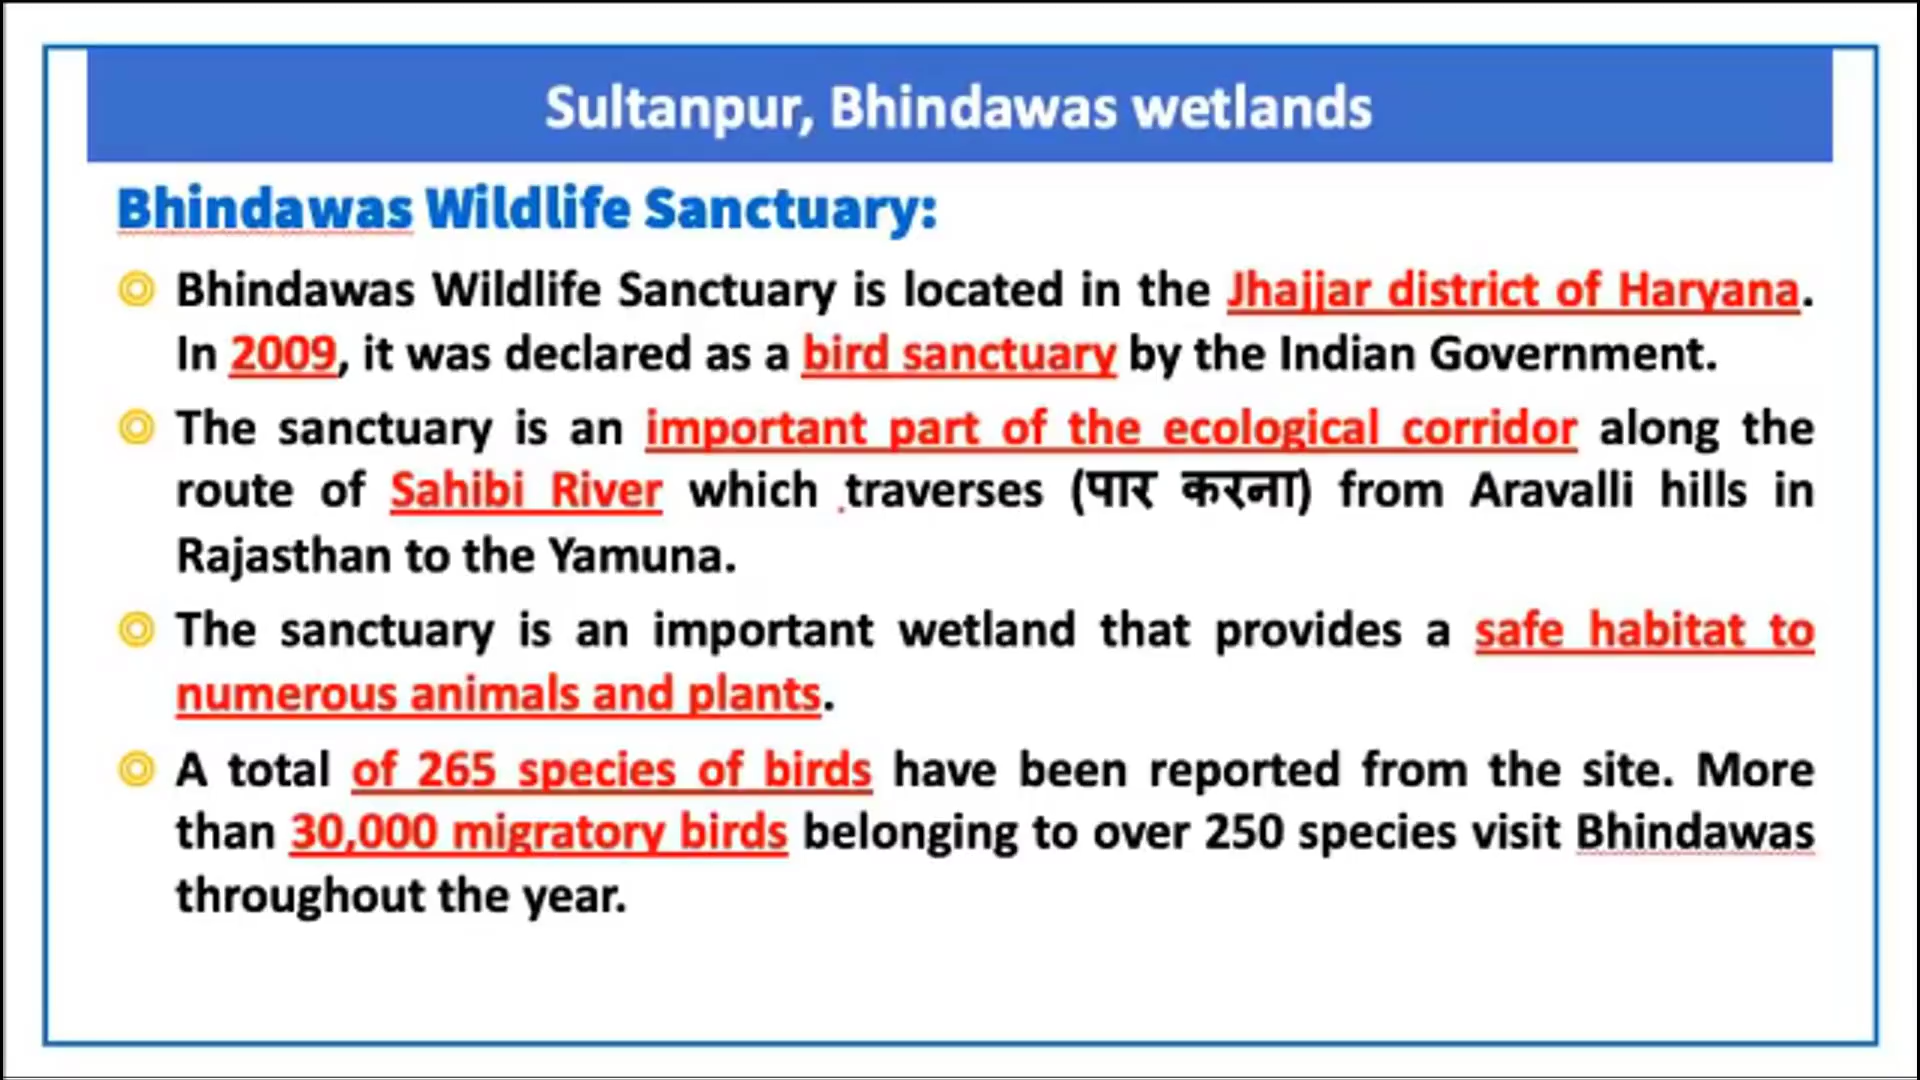 Sultanpur, Bhindawas wetlands
Bhindawas Wildlife Sanctuary:
Bhindawas Wildlife Sanctuary is located in the Jhajjar district of Haryana.
In 2009, it was declared as a bird sanctuary by the Indian Government.
The sanctuary is an important part of the ecological corridor along the
route of Sahibi River which traverses (पार करना) from Aravalli hills in
Rajasthan to the Yamuna.
The sanctuary is an important wetland that provides a safe habitat to
numerous animals and plants.
A total of 265 species of birds have been reported from the site. More
than 30,000 migratory birds belonging to over 250 species visit Bhindawas
throughout the year.